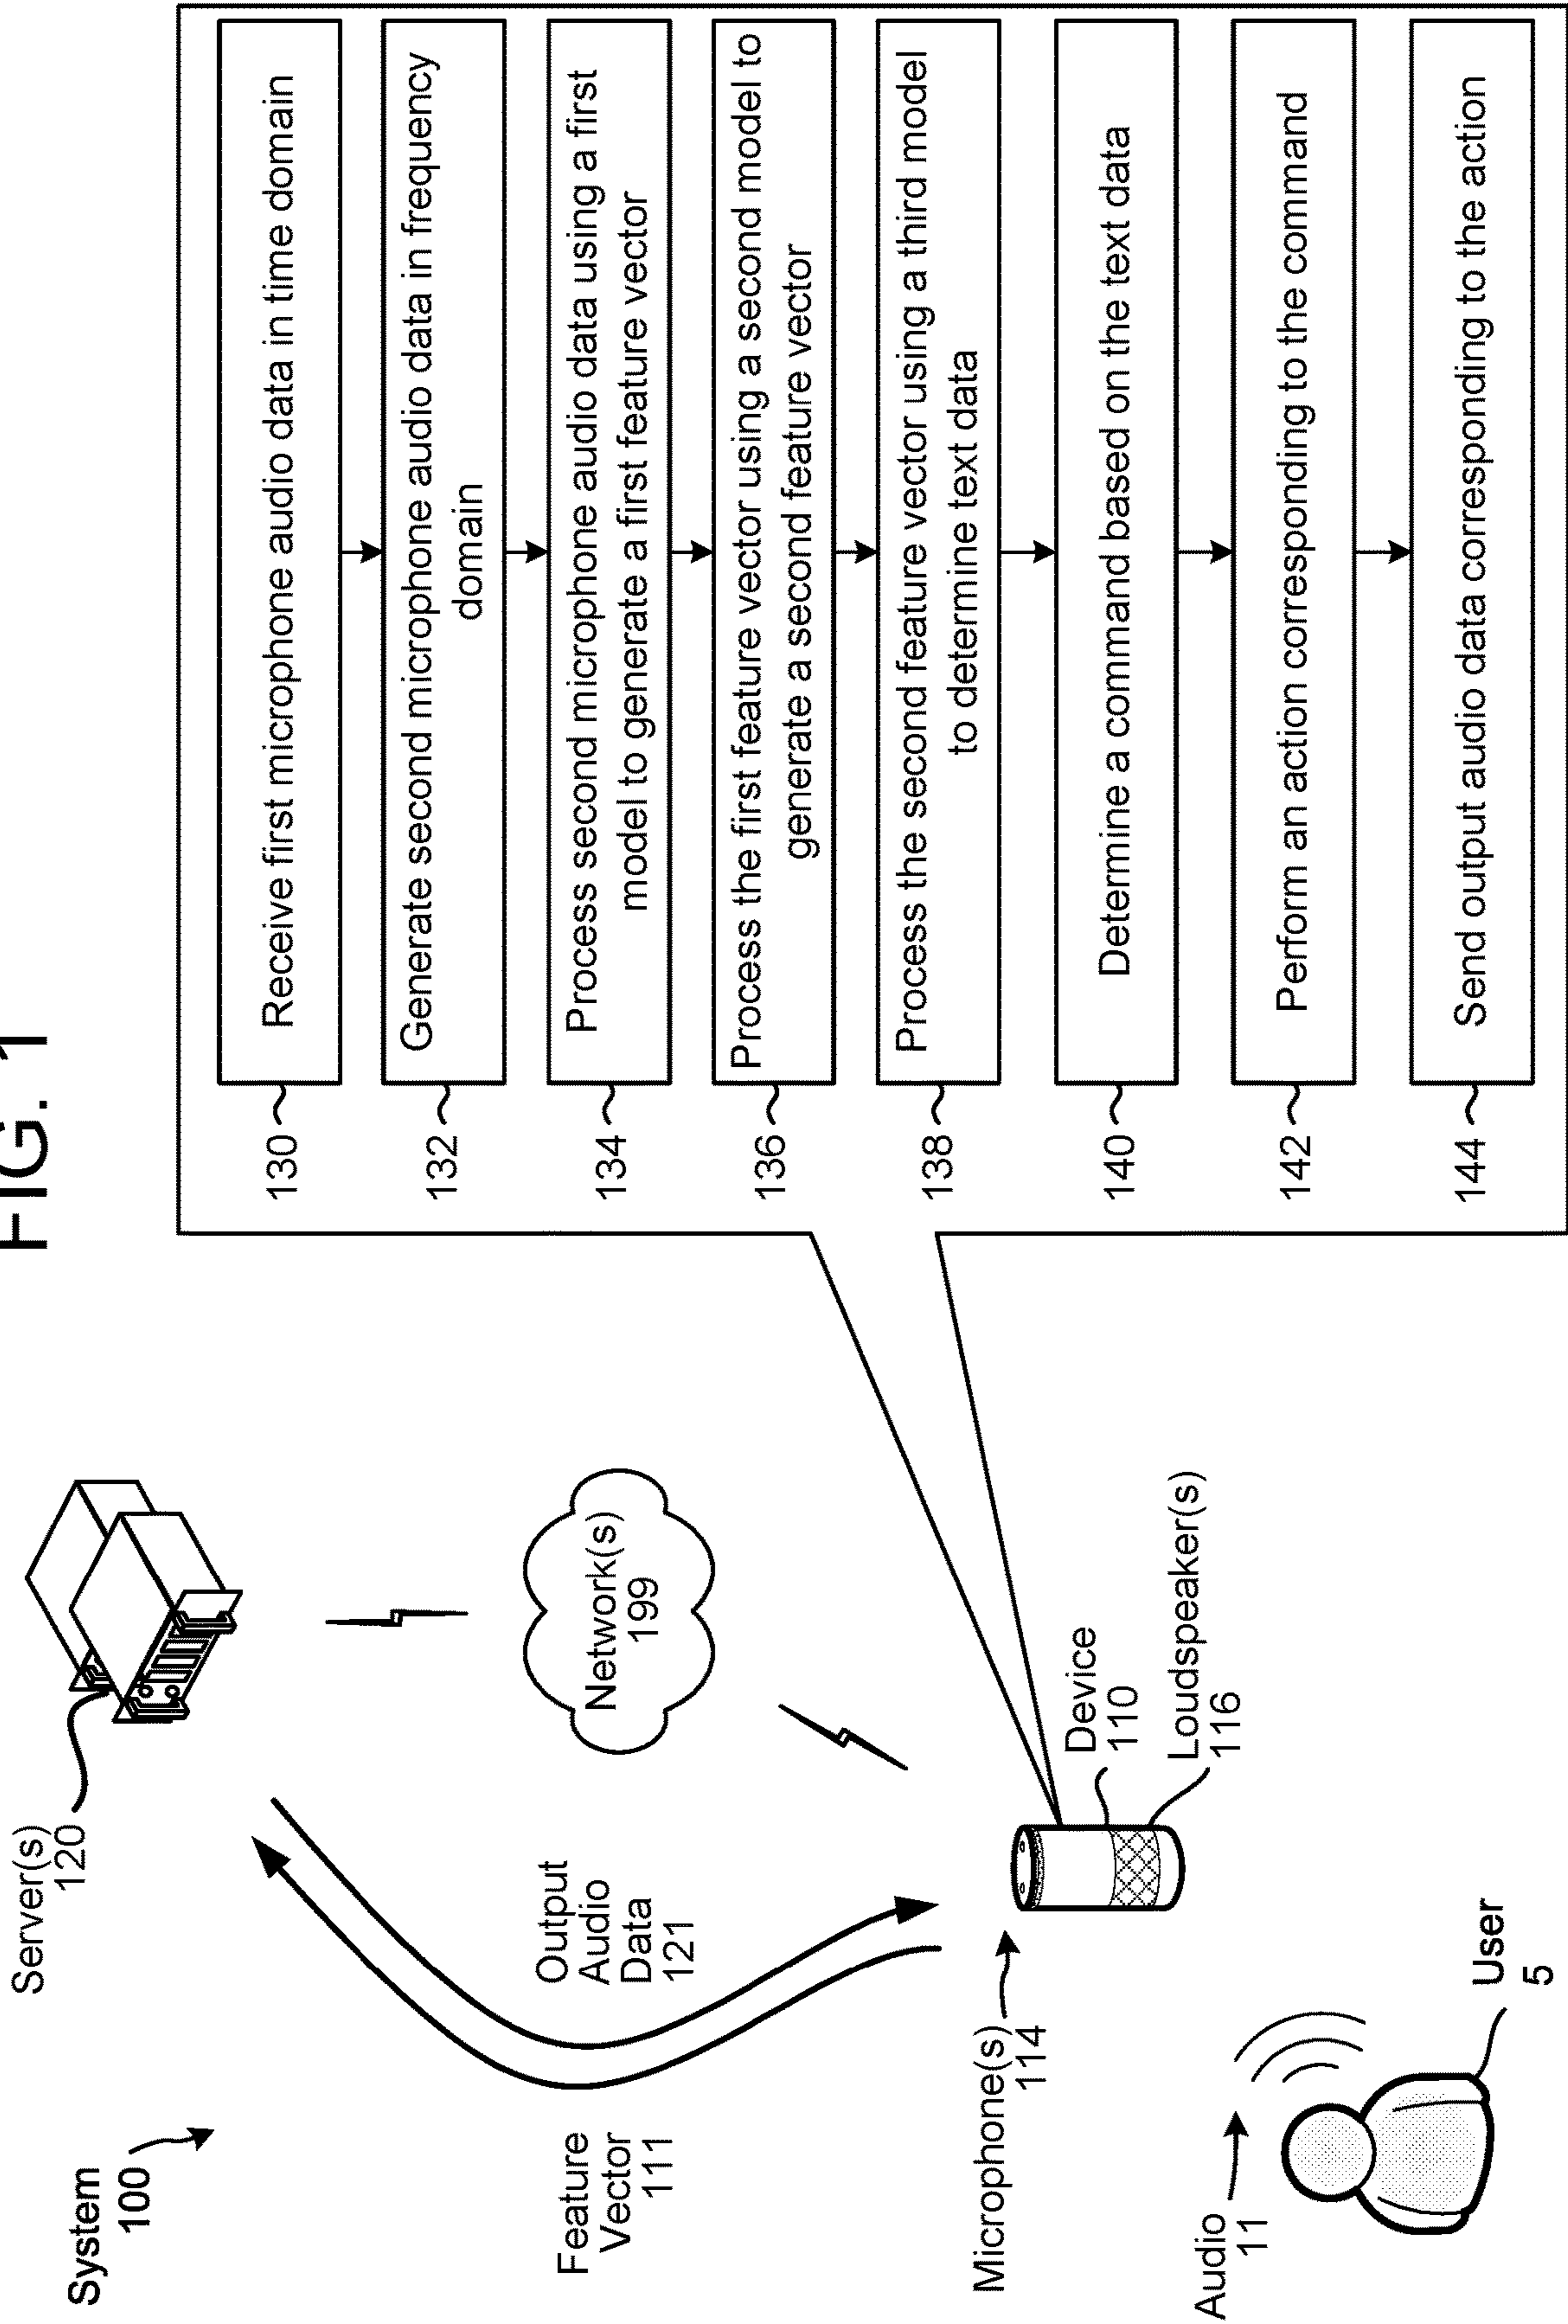 FIG. 1
System
100
Server(s)
120
Feature
Vector
111
Output
Audio
Data
121
Network(s)
199
Microphone(s)
114
Device
110
Loudspeaker(s)
116
Audio
11
User
5
130
Receive first microphone audio data in time domain
132
Generate second microphone audio data in frequency
domain
134
Process second microphone audio data using a first
model to generate a first feature vector
136
Process the first feature vector using a second model to
generate a second feature vector
138
Process the second feature vector using a third model
to determine text data
140
Determine a command based on the text data
142
Perform an action corresponding to the command
144
Send output audio data corresponding to the action